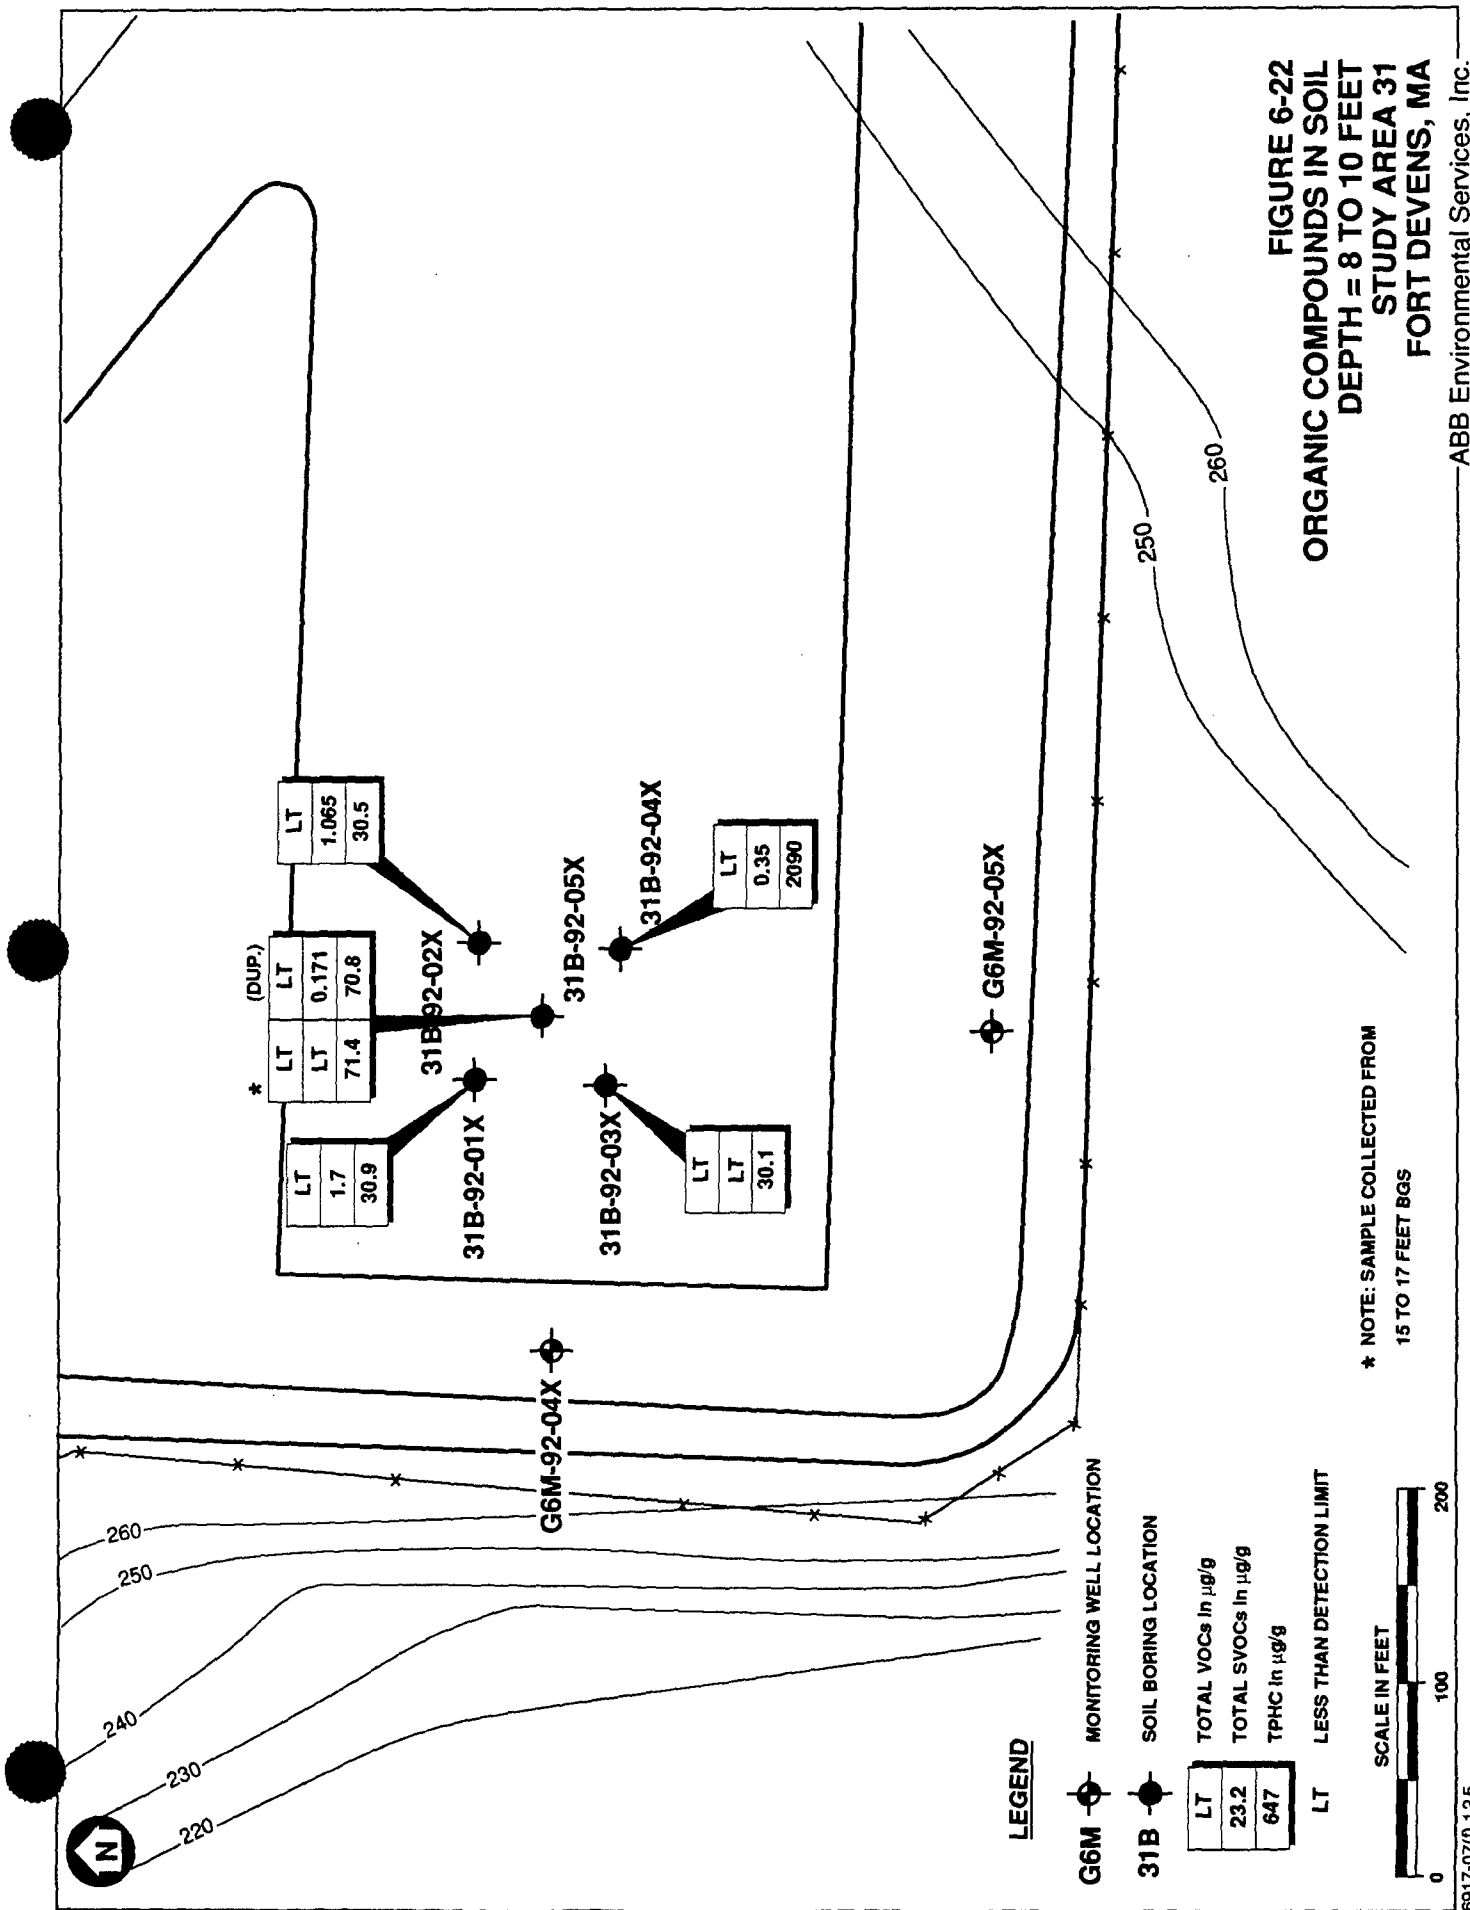 N
260
250
240
230
220
*
(DUP.)
LT LT
LT 0.171
71.4 70.8
LT
1.065
30.5
LT
1.7
30.9
31B-92-02X
31B-92-01X
31B-92-05X
31B-92-03X
31B-92-04X
LT
LT
30.1
LT
0.35
2090
G6M-92-04X
G6M-92-05X
250
260
LEGEND
G6M MONITORING WELL LOCATION
31B SOIL BORING LOCATION
LT TOTAL VOCs in µg/g
23.2 TOTAL SVOCs in µg/g
647 TPHC in µg/g
LT LESS THAN DETECTION LIMIT
* NOTE: SAMPLE COLLECTED FROM
15 TO 17 FEET BGS
SCALE IN FEET
0 100 200
FIGURE 6-22
ORGANIC COMPOUNDS IN SOIL
DEPTH = 8 TO 10 FEET
STUDY AREA 31
FORT DEVENS, MA
ABB Environmental Services, Inc.